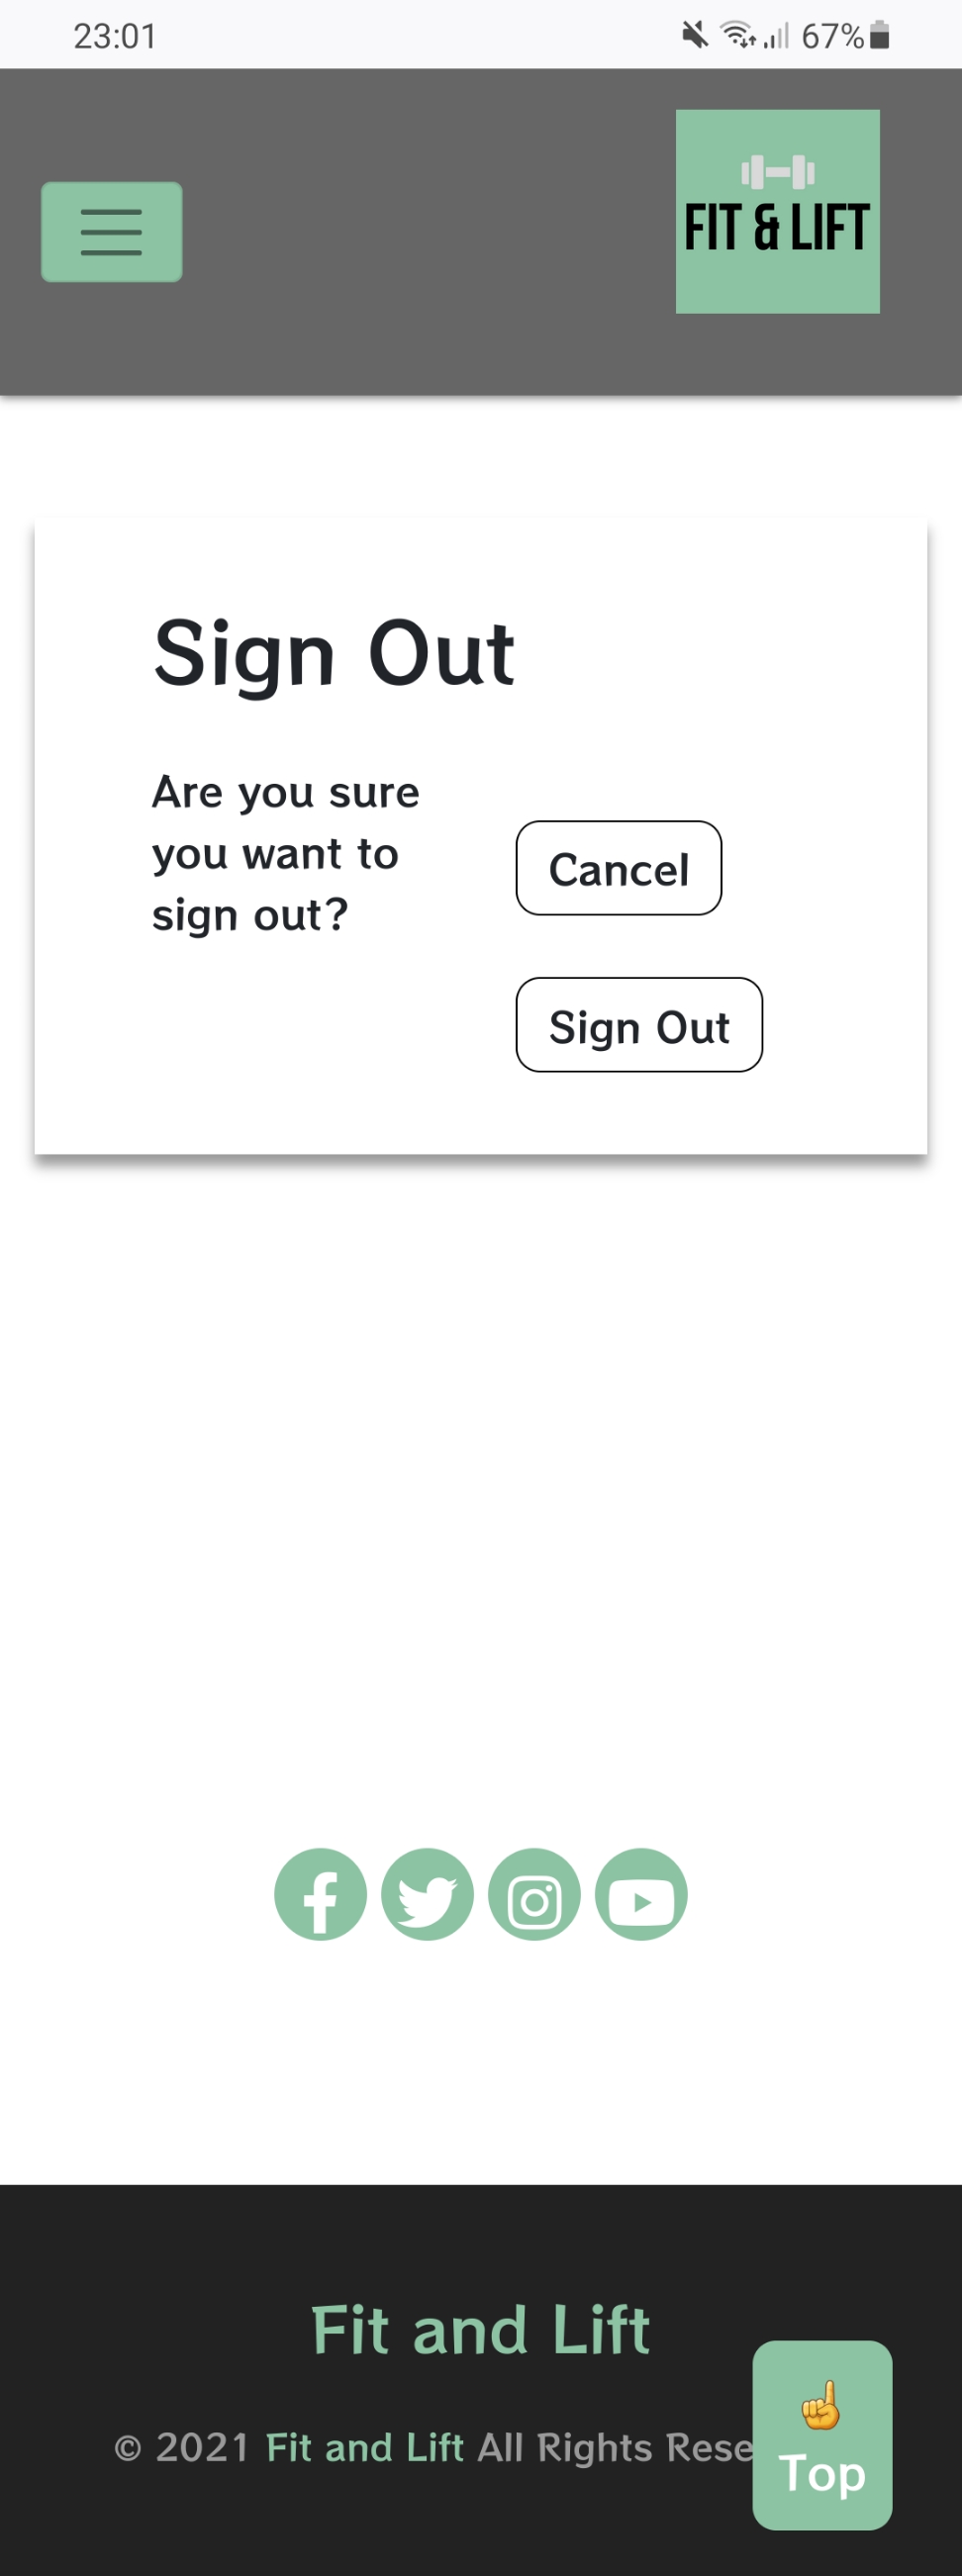 23:01
67%
FIT & LIFT
Sign Out
Are you sure
you want to
sign out?
Cancel
Sign Out
Fit and Lift
© 2021 Fit and Lift All Rights Rese
Top